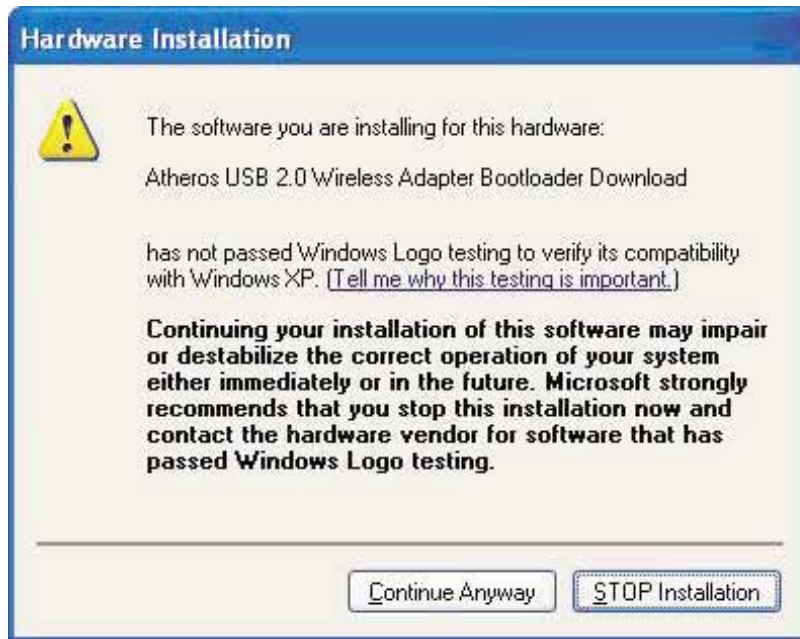 Hardware Installation
The software you are installing for this hardware:
Atheros USB 2.0 Wireless Adapter Bootloader Download
has not passed Windows Logo testing to verify its compatibility
with Windows XP. (Tell me why this testing is important.)
Continuing your installation of this software may impair
or destabilize the correct operation of your system
either immediately or in the future. Microsoft strongly
recommends that you stop this installation now and
contact the hardware vendor for software that has
passed Windows Logo testing.
Continue Anyway
STOP Installation